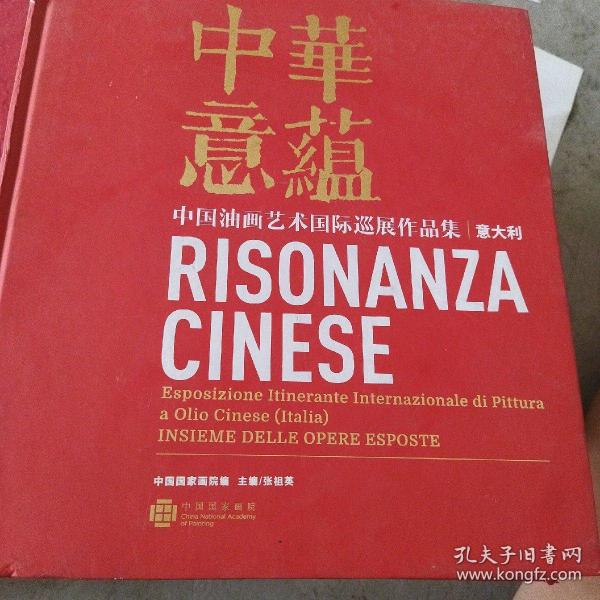 中華
意蘊
中国油画艺术国际巡展作品集|意大利
RISONANZA
CINESE
Esposizione Itinerante Internazionale di Pittura
a Olio Cinese (Italia)
INSIEME DELLE OPERE ESPOSTE
中国国家画院编 主编/张祖英
中国国家画院
China National Academy
of Painting
孔夫子旧书网
www.kongfz.com